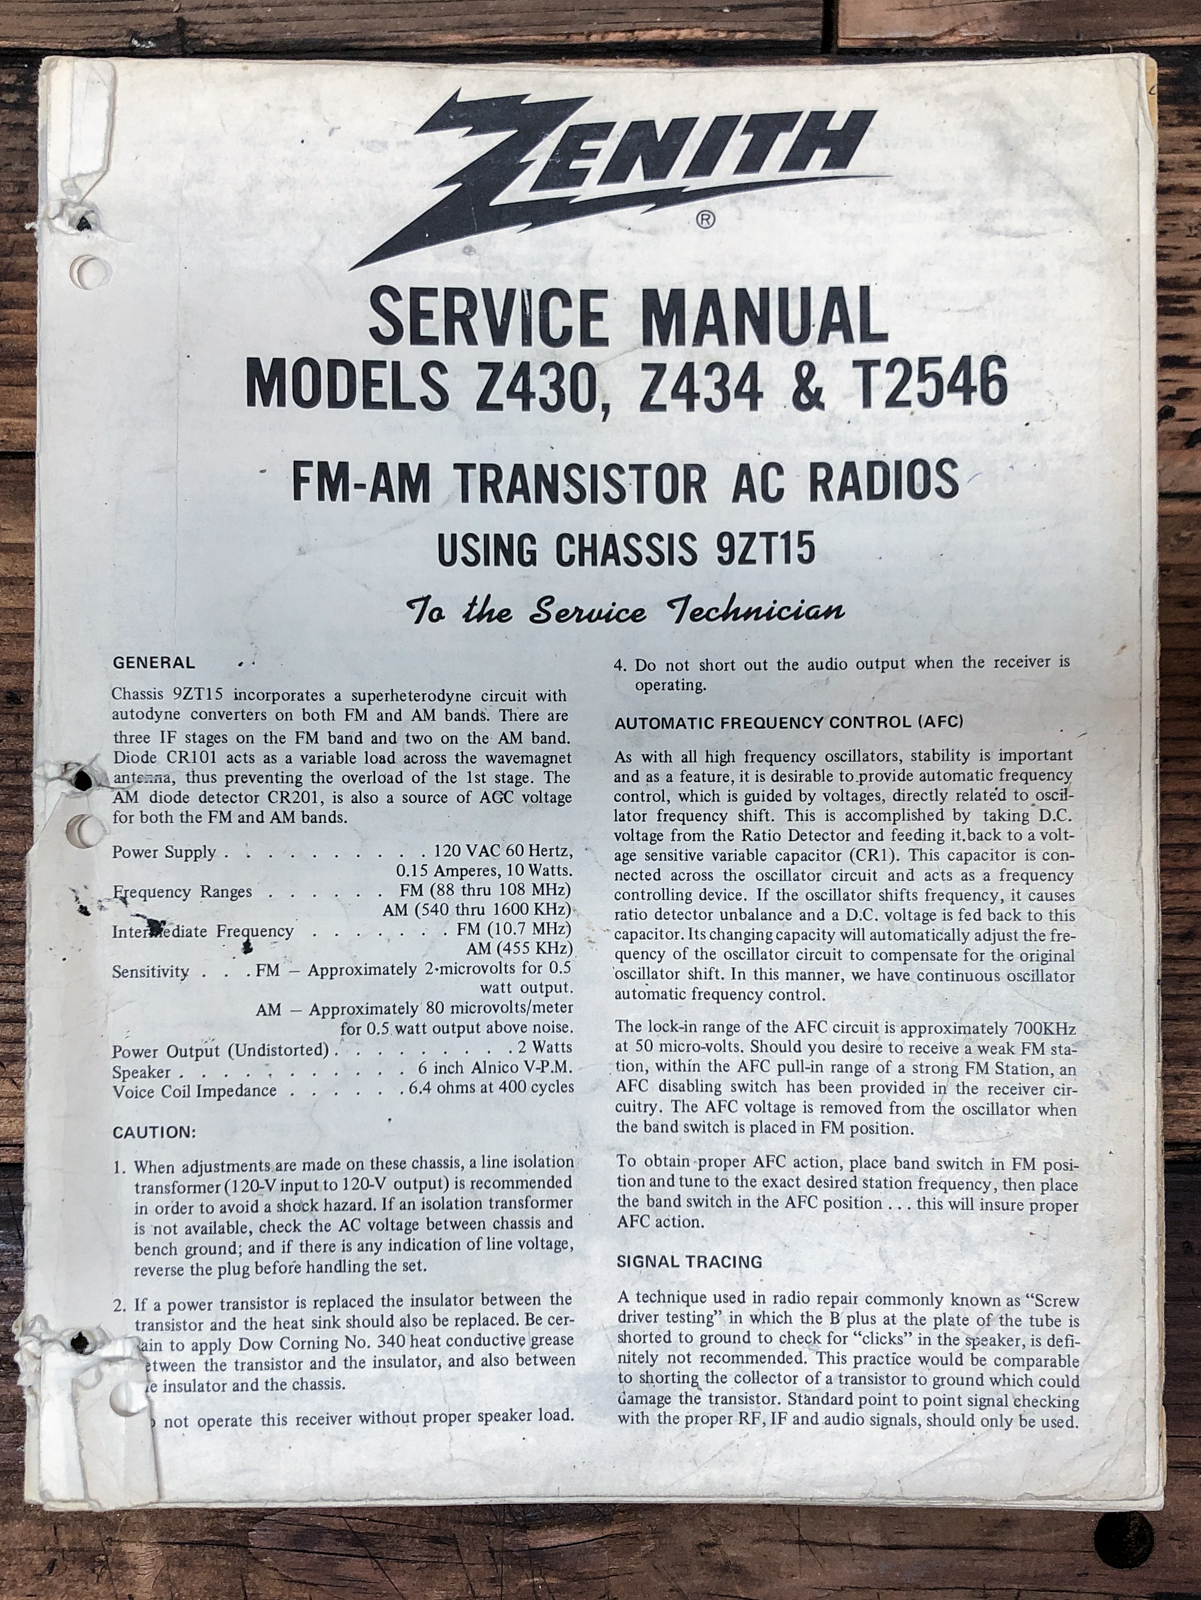 ZENITH
®
SERVICE MANUAL
MODELS Z430, Z434 & T2546
FM-AM TRANSISTOR AC RADIOS
USING CHASSIS 9ZT15
To the Service Technician
GENERAL
Chassis 9ZT15 incorporates a superheterodyne circuit with
autodyne converters on both FM and AM bands. There are
three IF stages on the FM band and two on the AM band.
Diode CR101 acts as a variable load across the wavemagnet
antenna, thus preventing the overload of the 1st stage. The
AM diode detector CR201, is also a source of AGC voltage
for both the FM and AM bands.
Power Supply . . . . . . . . . . . 120 VAC 60 Hertz,
0.15 Amperes, 10 Watts.
Frequency Ranges . . . . . . FM (88 thru 108 MHz)
AM (540 thru 1600 KHz)
Intermediate Frequency . . . . . . . FM (10.7 MHz)
AM (455 KHz)
Sensitivity . . . FM — Approximately 2 microvolts for 0.5
watt output.
AM — Approximately 80 microvolts/meter
for 0.5 watt output above noise.
Power Output (Undistorted) . . . . . . . . . . 2 Watts
Speaker . . . . . . . . . . . 6 inch Alnico V-P.M.
Voice Coil Impedance . . . . . . 6.4 ohms at 400 cycles
CAUTION:
1. When adjustments are made on these chassis, a line isolation
transformer (120-V input to 120-V output) is recommended
in order to avoid a shock hazard. If an isolation transformer
is not available, check the AC voltage between chassis and
bench ground; and if there is any indication of line voltage,
reverse the plug before handling the set.
2. If a power transistor is replaced the insulator between the
transistor and the heat sink should also be replaced. Be cer-
ain to apply Dow Corning No. 340 heat conductive grease
etween the transistor and the insulator, and also between
e insulator and the chassis.
not operate this receiver without proper speaker load.
4. Do not short out the audio output when the receiver is
operating.
AUTOMATIC FREQUENCY CONTROL (AFC)
As with all high frequency oscillators, stability is important
and as a feature, it is desirable to provide automatic frequency
control, which is guided by voltages, directly related to oscil-
lator frequency shift. This is accomplished by taking D.C.
voltage from the Ratio Detector and feeding it back to a volt-
age sensitive variable capacitor (CR1). This capacitor is con-
nected across the oscillator circuit and acts as a frequency
controlling device. If the oscillator shifts frequency, it causes
ratio detector unbalance and a D.C. voltage is fed back to this
capacitor. Its changing capacity will automatically adjust the fre-
quency of the oscillator circuit to compensate for the original
oscillator shift. In this manner, we have continuous oscillator
automatic frequency control.
The lock-in range of the AFC circuit is approximately 700KHz
at 50 micro-volts. Should you desire to receive a weak FM sta-
tion, within the AFC pull-in range of a strong FM Station, an
AFC disabling switch has been provided in the receiver cir-
cuitry. The AFC voltage is removed from the oscillator when
the band switch is placed in FM position.
To obtain proper AFC action, place band switch in FM posi-
tion and tune to the exact desired station frequency, then place
the band switch in the AFC position . . . this will insure proper
AFC action.
SIGNAL TRACING
A technique used in radio repair commonly known as “Screw
driver testing” in which the B plus at the plate of the tube is
shorted to ground to check for “clicks” in the speaker, is defi-
nitely not recommended. This practice would be comparable
to shorting the collector of a transistor to ground which could
damage the transistor. Standard point to point signal checking
with the proper RF, IF and audio signals, should only be used.